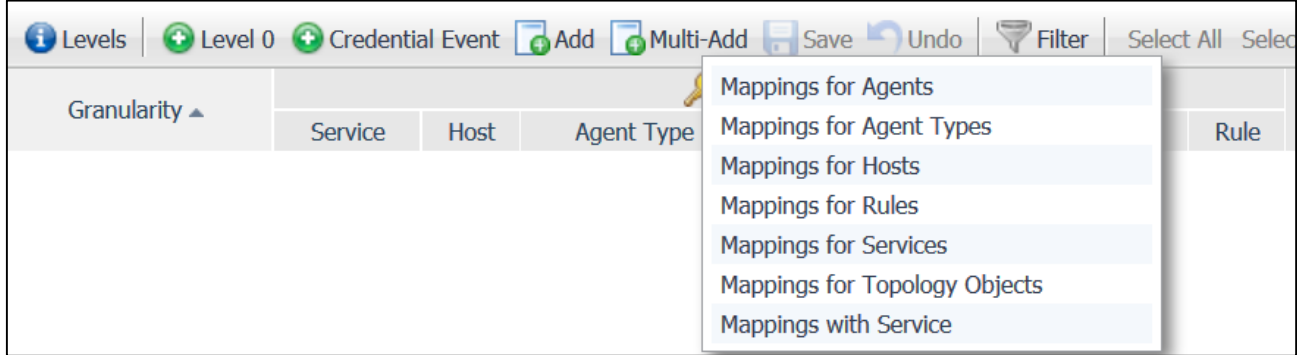 Levels Level 0 Credential Event Add Multi-Add Save Undo Filter Select All
Granularity
Service Host Agent Type Rule
Mappings for Agents
Mappings for Agent Types
Mappings for Hosts
Mappings for Rules
Mappings for Services
Mappings for Topology Objects
Mappings with Service